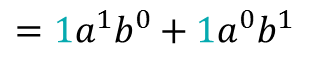 = 1a¹b⁰ + 1a⁰b¹